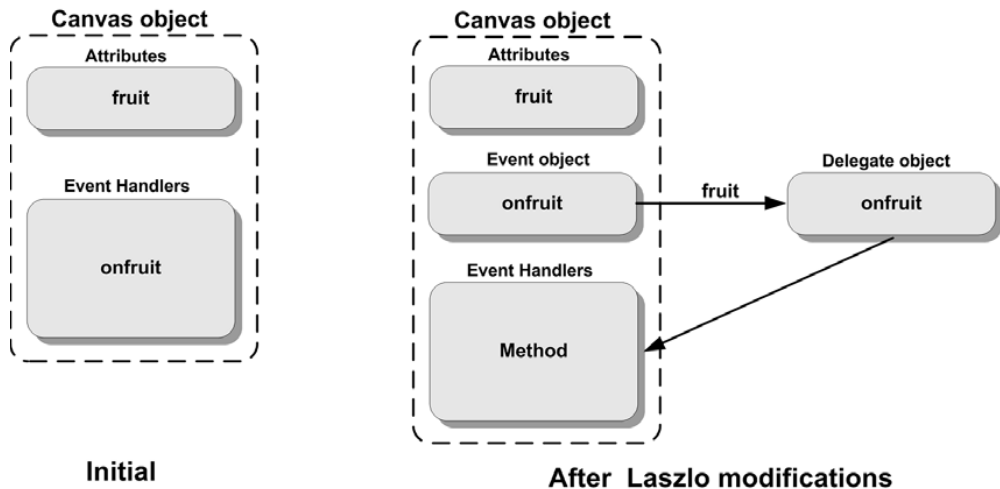 Canvas object
Attributes
fruit
Event Handlers
onfruit
Initial
Canvas object
Attributes
fruit
Event object
onfruit
fruit
Delegate object
onfruit
Event Handlers
Method
After Laszlo modifications